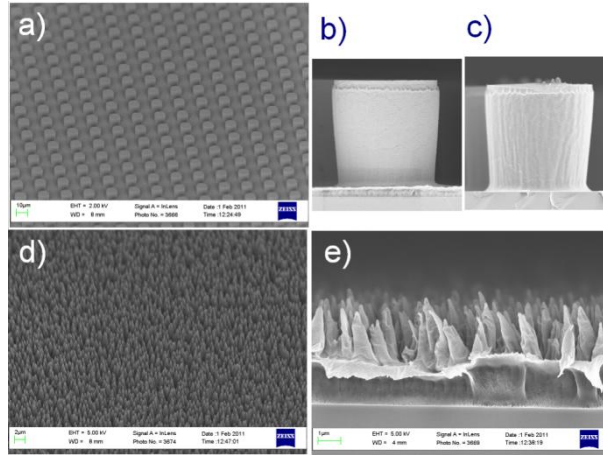 a)
b)
c)
10μm
EHT = 2.00 kV
WD = 8 mm
Signal A = InLens
Photo No. = 3666
Date :1 Feb 2011
Time :12:24:49
ZEISS
d)
e)
2μm
EHT = 5.00 kV
WD = 8 mm
Signal A = InLens
Photo No. = 3674
Date :1 Feb 2011
Time :12:47:01
ZEISS
1μm
EHT = 5.00 kV
WD = 4 mm
Signal A = InLens
Photo No. = 3669
Date :1 Feb 2011
Time :12:36:19
ZEISS